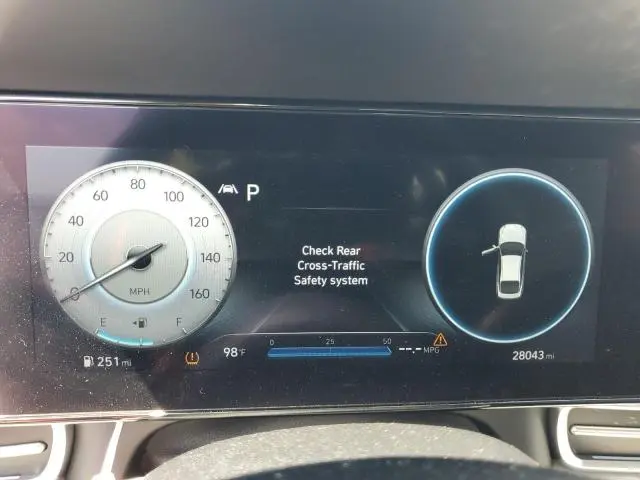 80
60
100
40
120
20
140
0
160
MPH
E
F
251 mi
P
Check Rear
Cross-Traffic
Safety system
98°F
0
25
50
--.- MPG
28043 mi